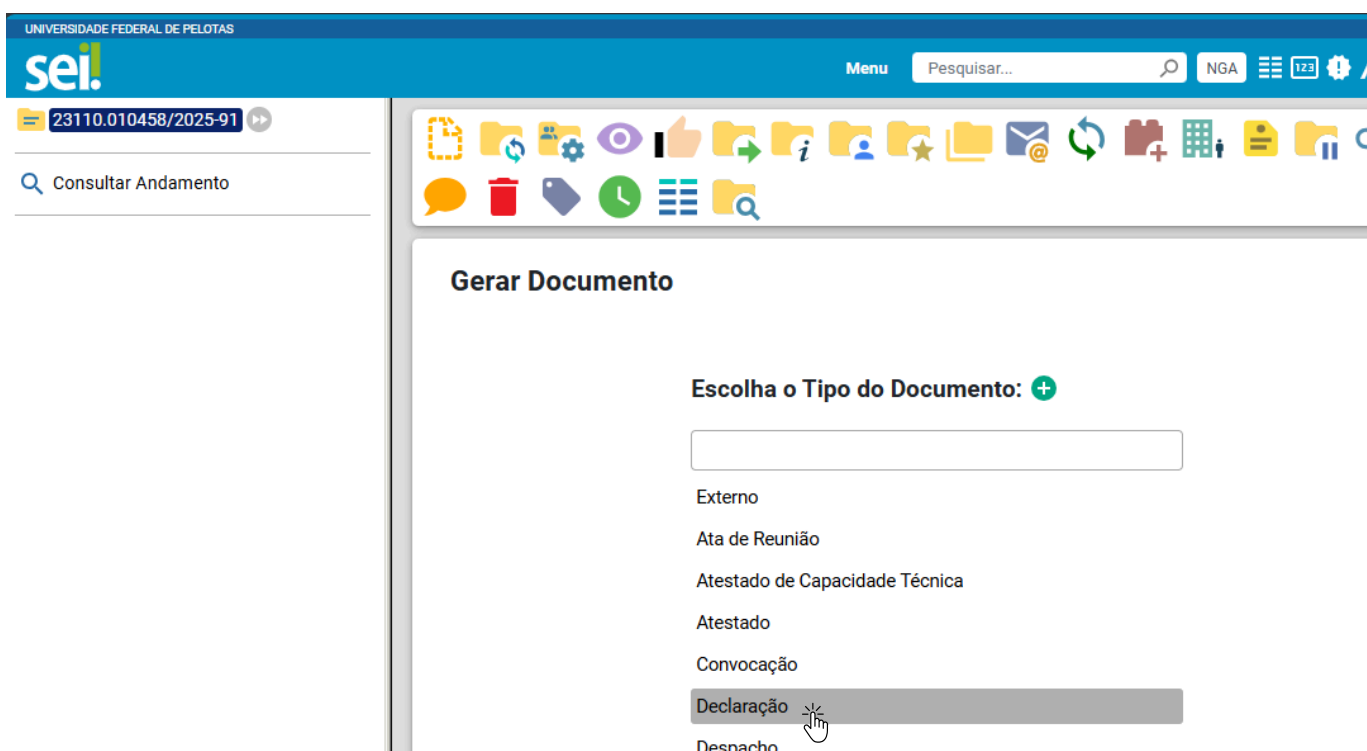 UNIVERSIDADE FEDERAL DE PELOTAS
sei!
Menu
Pesquisar...
NGA
123
23110.010458/2025-91
Consultar Andamento
Gerar Documento
Escolha o Tipo do Documento:
Externo
Ata de Reunião
Atestado de Capacidade Técnica
Atestado
Convocação
Declaração
Despacho